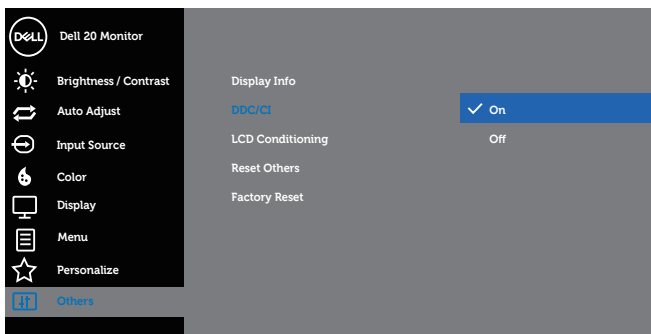 DELL
Dell 20 Monitor
Brightness / Contrast
Auto Adjust
Input Source
Color
Display
Menu
Personalize
Others
Display Info
DDC/CI
LCD Conditioning
Reset Others
Factory Reset
On
Off